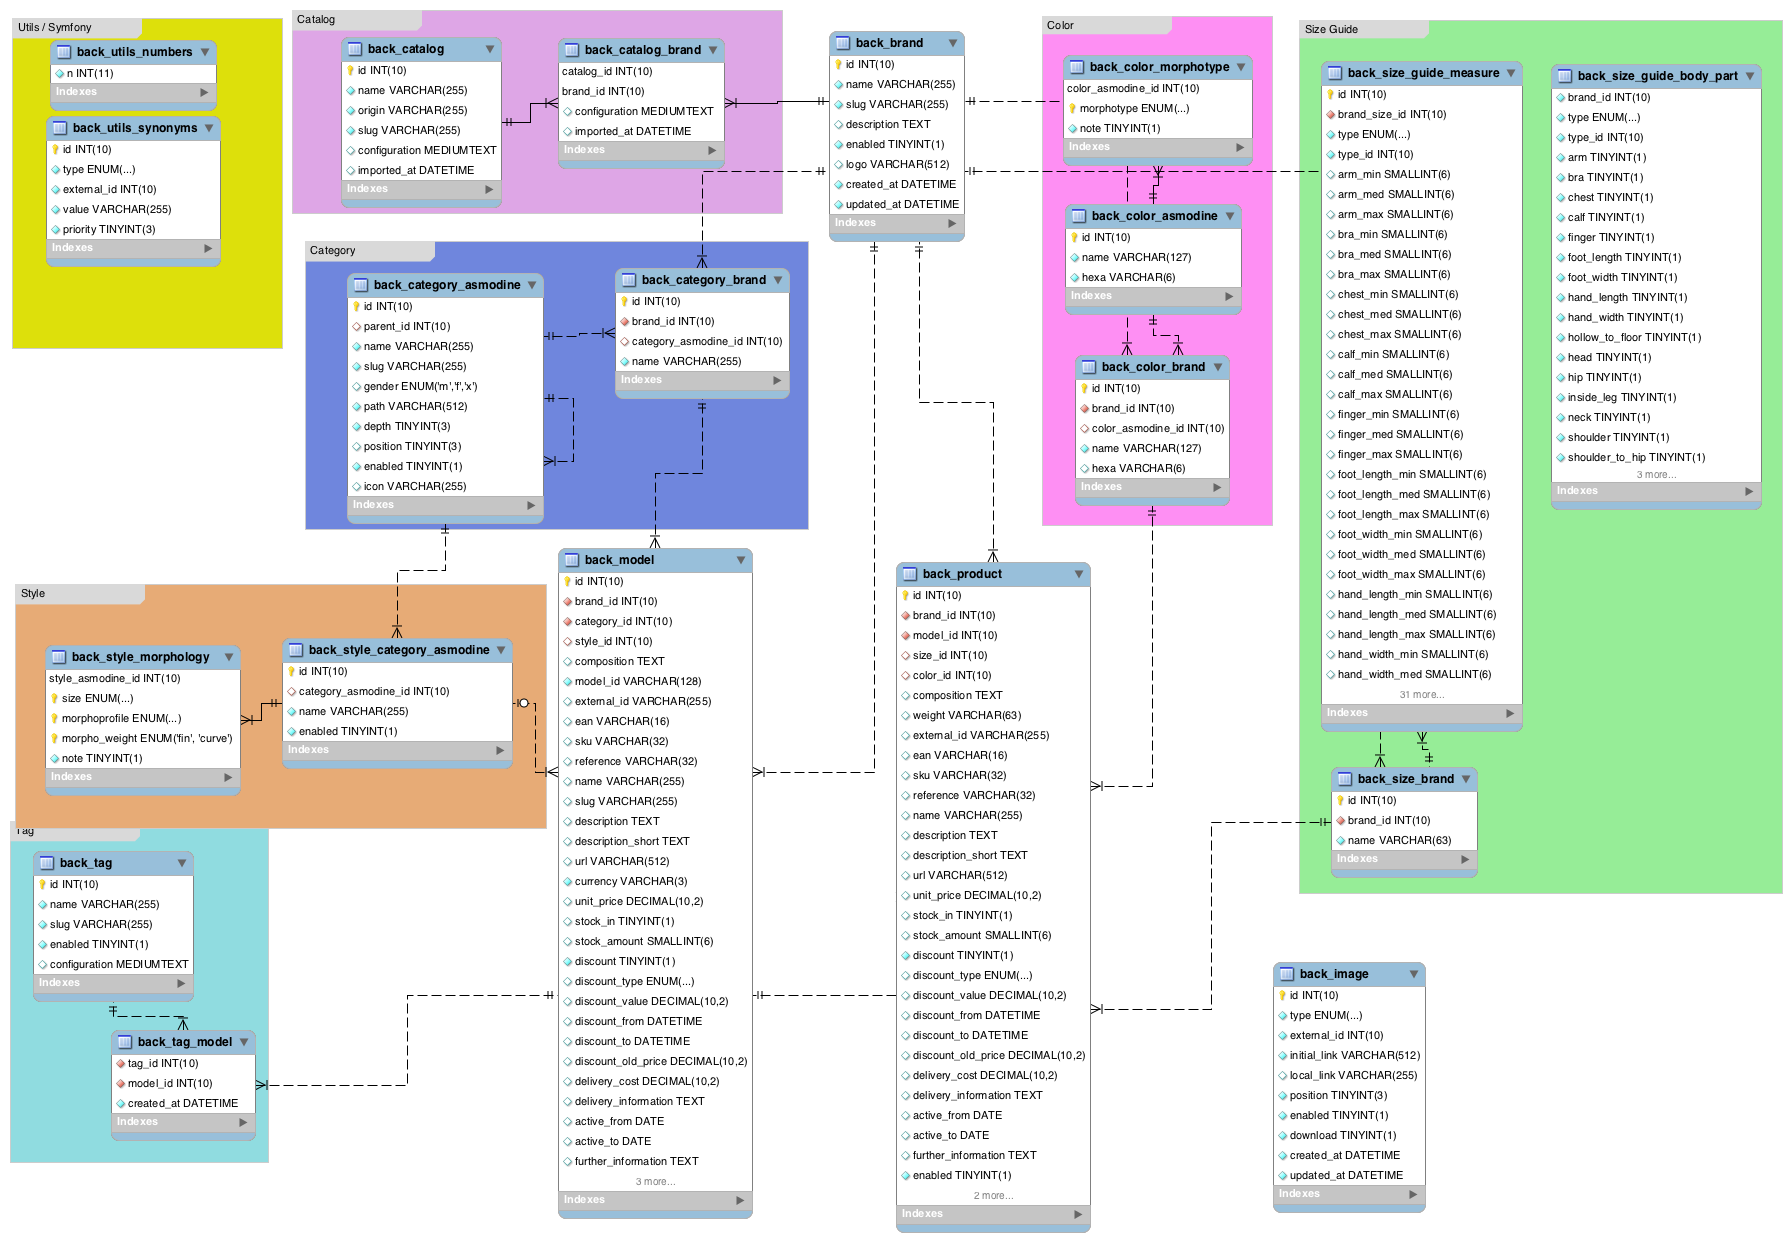 Utils / Symfony
back_utils_numbers
n INT(11)
Indexes
back_utils_synonyms
id INT(10)
type ENUM(...)
external_id INT(10)
value VARCHAR(255)
priority TINYINT(3)
Indexes
Catalog
back_catalog
id INT(10)
name VARCHAR(255)
origin VARCHAR(255)
slug VARCHAR(255)
configuration MEDIUMTEXT
imported_at DATETIME
Indexes
back_catalog_brand
catalog_id INT(10)
brand_id INT(10)
configuration MEDIUMTEXT
imported_at DATETIME
Indexes
back_brand
id INT(10)
name VARCHAR(255)
slug VARCHAR(255)
description TEXT
enabled TINYINT(1)
logo VARCHAR(512)
created_at DATETIME
updated_at DATETIME
Indexes
Color
back_color_morphotype
color_asmodine_id INT(10)
morphotype ENUM(...)
note TINYINT(1)
Indexes
back_color_asmodine
id INT(10)
name VARCHAR(127)
hexa VARCHAR(6)
Indexes
back_color_brand
id INT(10)
brand_id INT(10)
color_asmodine_id INT(10)
name VARCHAR(127)
hexa VARCHAR(6)
Indexes
Size Guide
back_size_guide_measure
id INT(10)
brand_size_id INT(10)
type ENUM(...)
type_id INT(10)
arm_min SMALLINT(6)
arm_med SMALLINT(6)
arm_max SMALLINT(6)
bra_min SMALLINT(6)
bra_med SMALLINT(6)
bra_max SMALLINT(6)
chest_min SMALLINT(6)
chest_med SMALLINT(6)
chest_max SMALLINT(6)
calf_min SMALLINT(6)
calf_med SMALLINT(6)
calf_max SMALLINT(6)
finger_min SMALLINT(6)
finger_med SMALLINT(6)
finger_max SMALLINT(6)
foot_length_min SMALLINT(6)
foot_length_med SMALLINT(6)
foot_length_max SMALLINT(6)
foot_width_min SMALLINT(6)
foot_width_med SMALLINT(6)
foot_width_max SMALLINT(6)
hand_length_min SMALLINT(6)
hand_length_med SMALLINT(6)
hand_length_max SMALLINT(6)
hand_width_min SMALLINT(6)
hand_width_med SMALLINT(6)
31 more...
Indexes
back_size_guide_body_part
brand_id INT(10)
type ENUM(...)
type_id INT(10)
arm TINYINT(1)
bra TINYINT(1)
chest TINYINT(1)
calf TINYINT(1)
finger TINYINT(1)
foot_length TINYINT(1)
foot_width TINYINT(1)
hand_length TINYINT(1)
hand_width TINYINT(1)
hollow_to_floor TINYINT(1)
head TINYINT(1)
hip TINYINT(1)
inside_leg TINYINT(1)
neck TINYINT(1)
shoulder TINYINT(1)
shoulder_to_hip TINYINT(1)
3 more...
Indexes
back_size_brand
id INT(10)
brand_id INT(10)
name VARCHAR(63)
Indexes
Category
back_category_asmodine
id INT(10)
parent_id INT(10)
name VARCHAR(255)
slug VARCHAR(255)
gender ENUM('m','f','x')
path VARCHAR(512)
depth TINYINT(3)
position TINYINT(3)
enabled TINYINT(1)
icon VARCHAR(255)
Indexes
back_category_brand
id INT(10)
brand_id INT(10)
category_asmodine_id INT(10)
name VARCHAR(255)
Indexes
Style
back_style_morphology
style_asmodine_id INT(10)
size ENUM(...)
morphoprofile ENUM(...)
morpho_weight ENUM('fin', 'curve')
note TINYINT(1)
Indexes
back_style_category_asmodine
id INT(10)
category_asmodine_id INT(10)
name VARCHAR(255)
enabled TINYINT(1)
Indexes
Tag
back_tag
id INT(10)
name VARCHAR(255)
slug VARCHAR(255)
enabled TINYINT(1)
configuration MEDIUMTEXT
Indexes
back_tag_model
tag_id INT(10)
model_id INT(10)
created_at DATETIME
Indexes
back_model
id INT(10)
brand_id INT(10)
category_id INT(10)
style_id INT(10)
composition TEXT
model_id VARCHAR(128)
external_id VARCHAR(255)
ean VARCHAR(16)
sku VARCHAR(32)
reference VARCHAR(32)
name VARCHAR(255)
slug VARCHAR(255)
description TEXT
description_short TEXT
url VARCHAR(512)
currency VARCHAR(3)
unit_price DECIMAL(10,2)
stock_in TINYINT(1)
stock_amount SMALLINT(6)
discount TINYINT(1)
discount_type ENUM(...)
discount_value DECIMAL(10,2)
discount_from DATETIME
discount_to DATETIME
discount_old_price DECIMAL(10,2)
delivery_cost DECIMAL(10,2)
delivery_information TEXT
active_from DATE
active_to DATE
further_information TEXT
3 more...
Indexes
back_product
id INT(10)
brand_id INT(10)
model_id INT(10)
size_id INT(10)
color_id INT(10)
composition TEXT
weight VARCHAR(63)
external_id VARCHAR(255)
ean VARCHAR(16)
sku VARCHAR(32)
reference VARCHAR(32)
name VARCHAR(255)
description TEXT
description_short TEXT
url VARCHAR(512)
unit_price DECIMAL(10,2)
stock_in TINYINT(1)
stock_amount SMALLINT(6)
discount TINYINT(1)
discount_type ENUM(...)
discount_value DECIMAL(10,2)
discount_from DATETIME
discount_to DATETIME
discount_old_price DECIMAL(10,2)
delivery_cost DECIMAL(10,2)
delivery_information TEXT
active_from DATE
active_to DATE
further_information TEXT
enabled TINYINT(1)
2 more...
Indexes
back_image
id INT(10)
type ENUM(...)
external_id INT(10)
initial_link VARCHAR(512)
local_link VARCHAR(255)
position TINYINT(3)
enabled TINYINT(1)
download TINYINT(1)
created_at DATETIME
updated_at DATETIME
Indexes